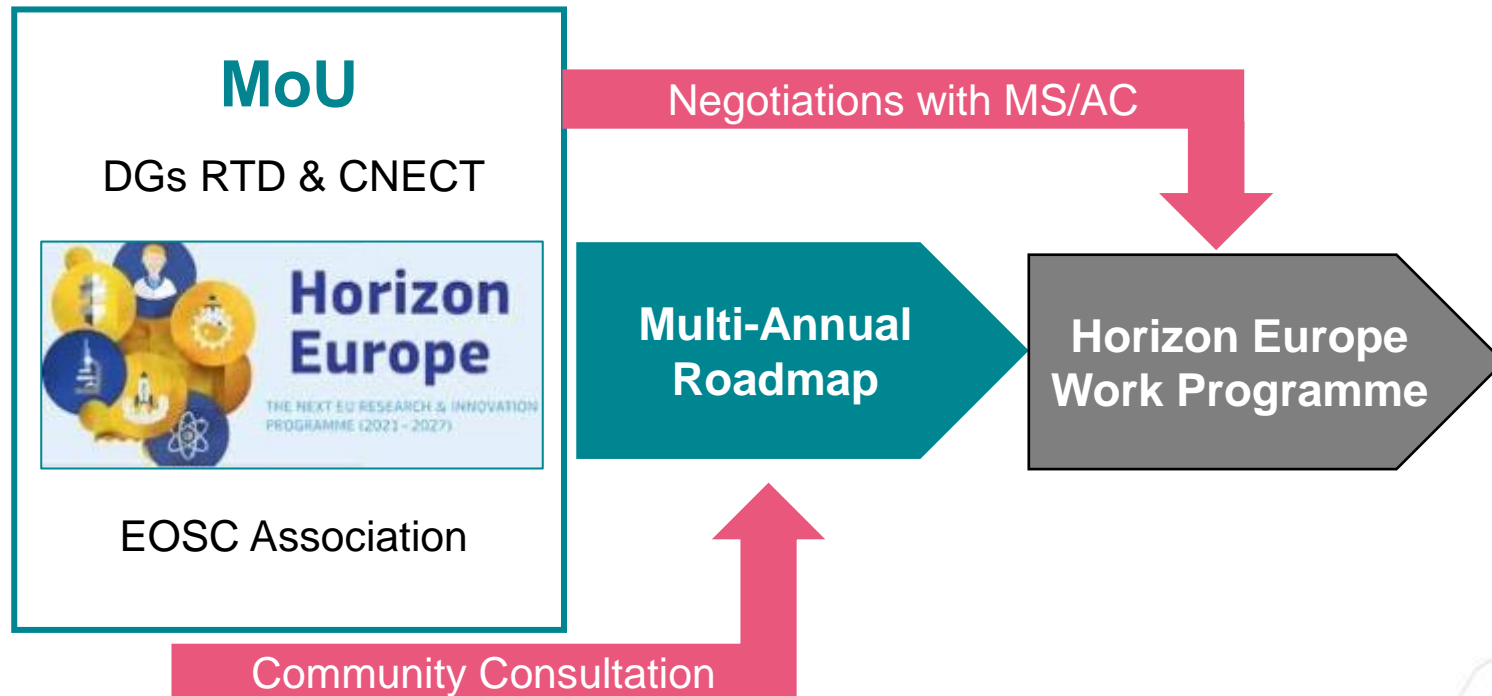 MoU
DGs RTD & CNECT
Horizon
Europe
THE NEXT EU RESEARCH & INNOVATION
PROGRAMME (2021 - 2027)
EOSC Association
Negotiations with MS/AC
Multi-Annual
Roadmap
Horizon Europe
Work Programme
Community Consultation